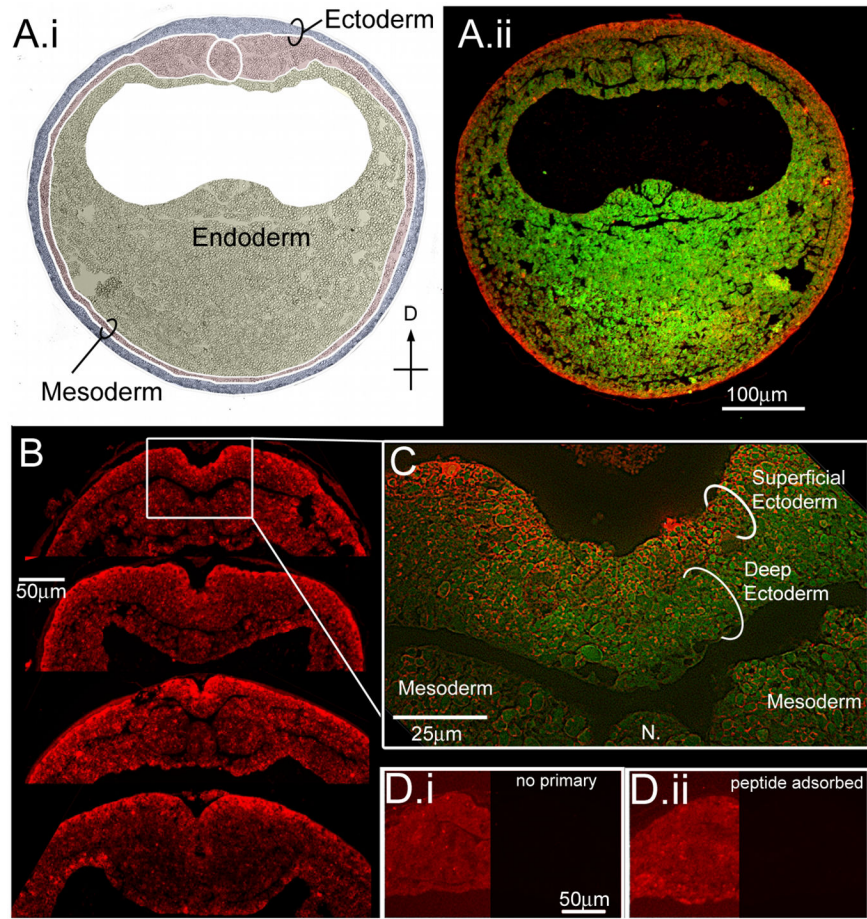 A.i
Ectoderm
Endoderm
D
Mesoderm
A.ii
100µm
B
50µm
C
Superficial
Ectoderm
Deep
Ectoderm
Mesoderm
Mesoderm
25µm
N.
D.i
no primary
50µm
D.ii
peptide adsorbed